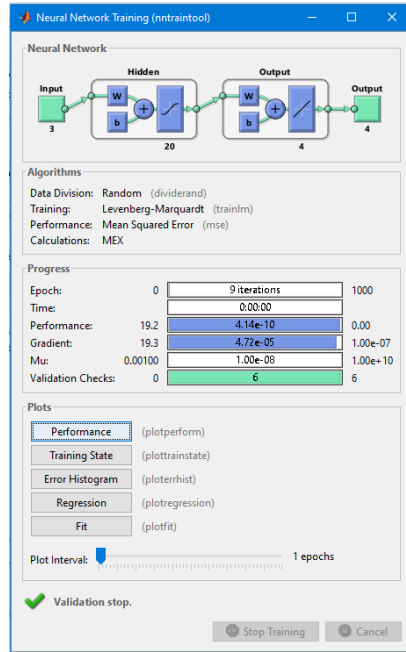 Neural Network Training (nntraintool)
Neural Network
Hidden Output
Input Output
W W
b b
3 4
20 4
Algorithms
Data Division: Random (dividerand)
Training: Levenberg-Marquardt (trainlm)
Performance: Mean Squared Error (mse)
Calculations: MEX
Progress
Epoch: 0 9 iterations 1000
Time: 0:00:00
Performance: 19.2 4.14e-10 0.00
Gradient: 19.3 4.72e-05 1.00e-07
Mu: 0.00100 1.00e-08 1.00e+10
Validation Checks: 0 6 6
Plots
Performance (plotperform)
Training State (plottrainstate)
Error Histogram (ploterrhist)
Regression (plotregression)
Fit (plotfit)
Plot Interval: 1 epochs
Validation stop.
Stop Training Cancel